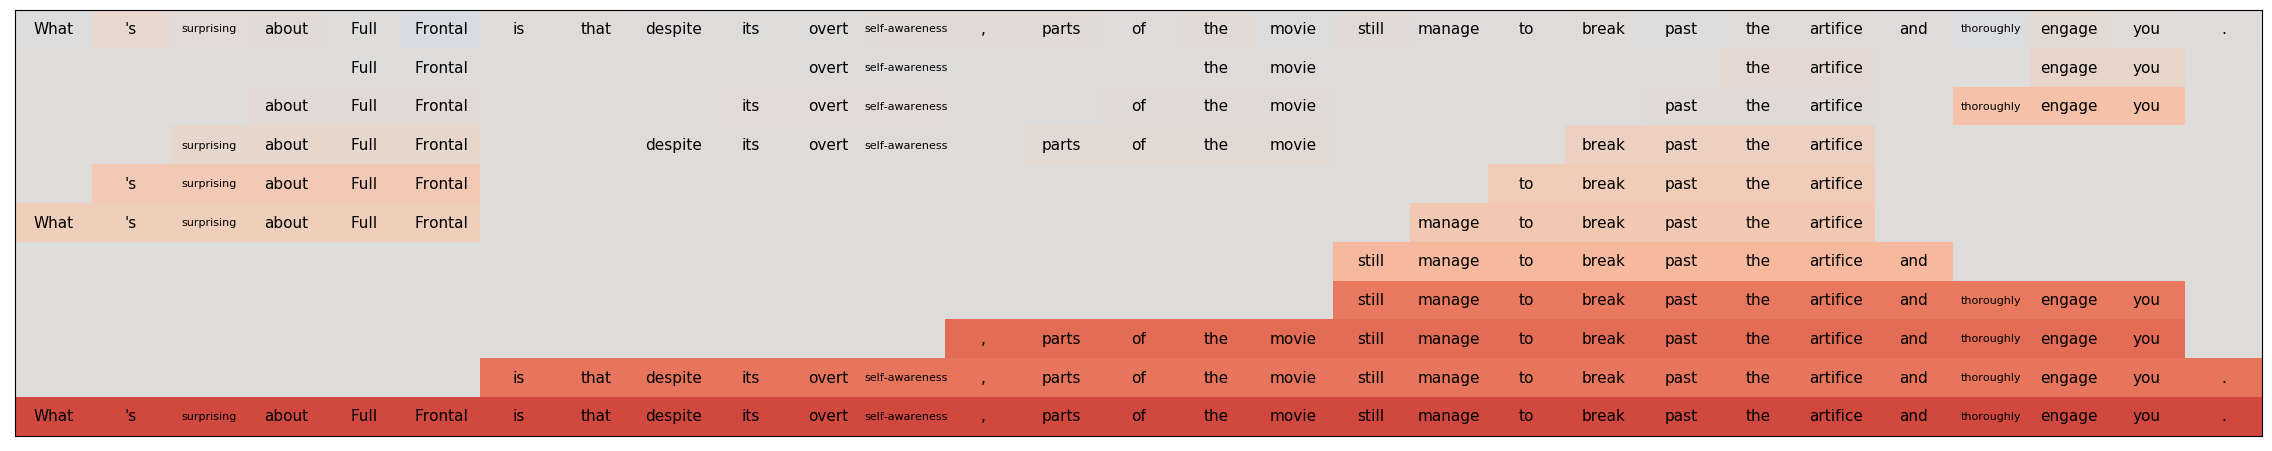 What 's surprising about Full Frontal is that despite its overt self-awareness , parts of the movie still manage to break past the artifice and thoroughly engage you .
Full Frontal overt self-awareness the movie the artifice engage you
about Full Frontal its overt self-awareness of the movie past the artifice thoroughly engage you
surprising about Full Frontal despite its overt self-awareness parts of the movie break past the artifice
's surprising about Full Frontal to break past the artifice
What 's surprising about Full Frontal manage to break past the artifice
still manage to break past the artifice and
still manage to break past the artifice and thoroughly engage you
, parts of the movie still manage to break past the artifice and thoroughly engage you
is that despite its overt self-awareness , parts of the movie still manage to break past the artifice and thoroughly engage you .
What 's surprising about Full Frontal is that despite its overt self-awareness , parts of the movie still manage to break past the artifice and thoroughly engage you .